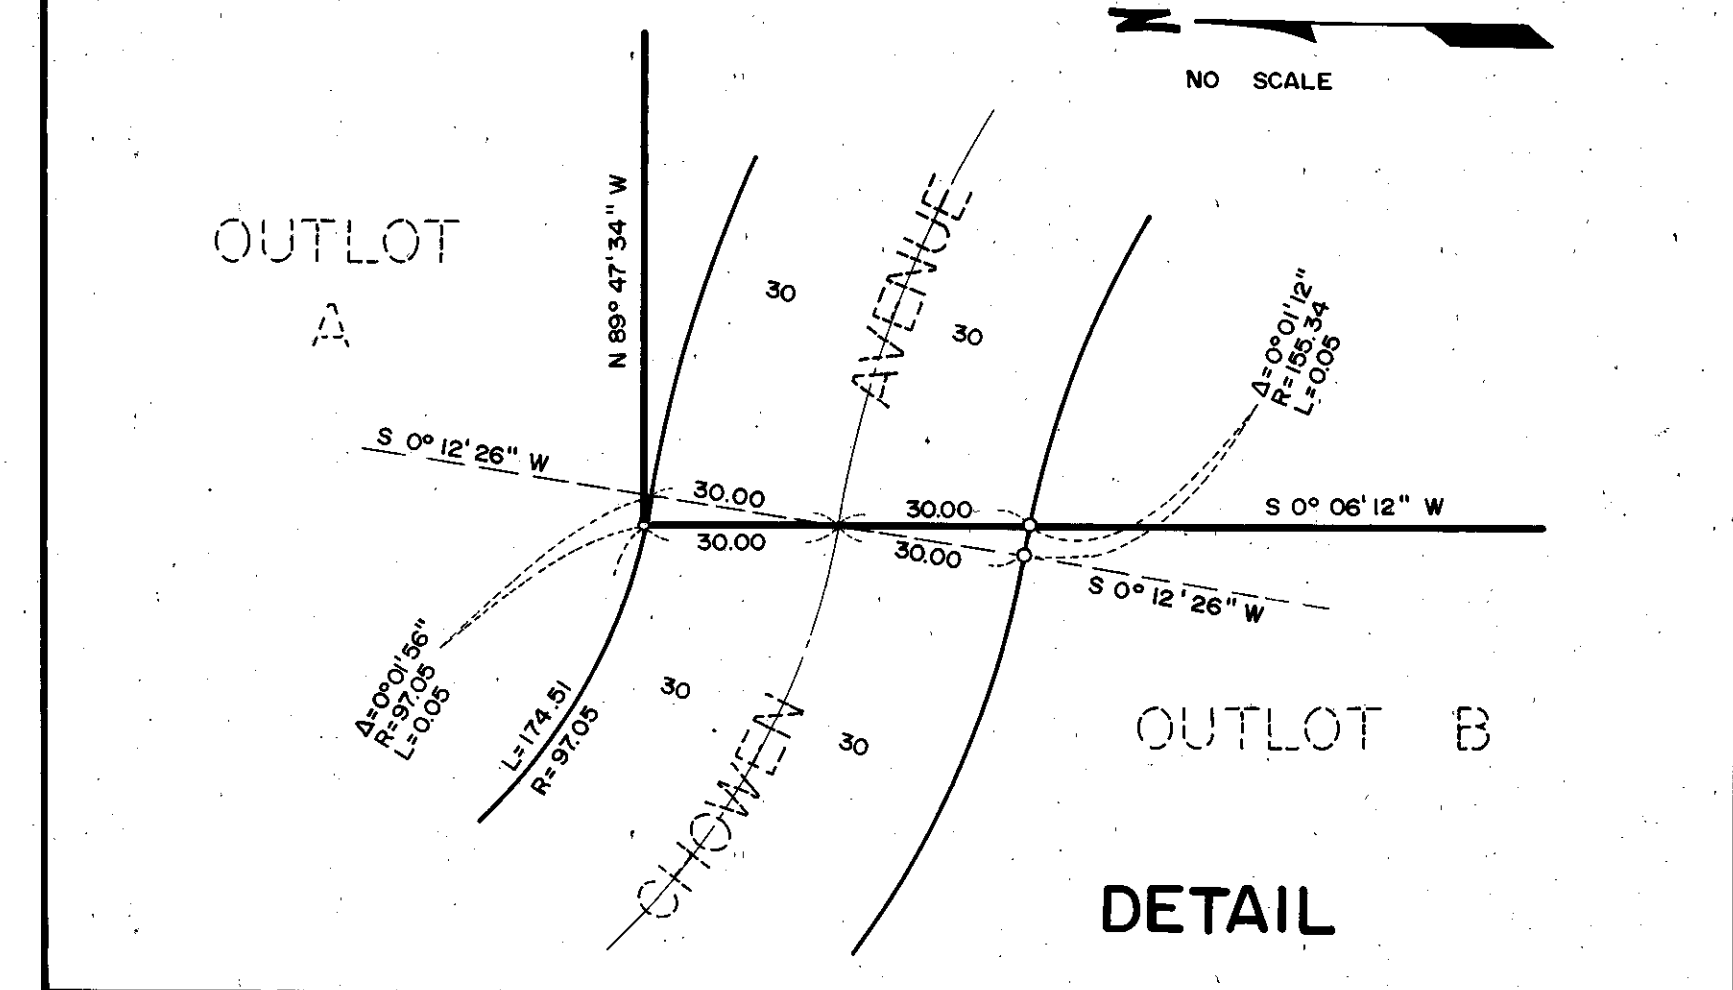 N
NO SCALE
OUTLOT
A
N 89° 47' 34" W
30
AVENUE
30
Δ=0°01'12"
R=155.34
L=0.05
S 0° 12' 26" W
30.00
30.00
S 0° 06' 12" W
30.00
30.00
S 0° 12' 26" W
Δ=0°01'56"
R=97.05
L=0.05
L=174.51
R=97.05
30
CHOWEN
30
OUTLOT B
DETAIL